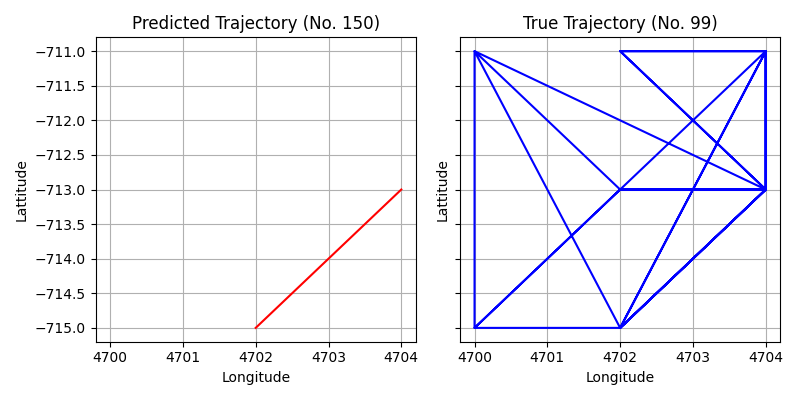 Predicted Trajectory (No. 150)
−711.0
−711.5
−712.0
−712.5
−713.0
−713.5
−714.0
−714.5
−715.0
Lattitude
4700 4701 4702 4703 4704
Longitude
True Trajectory (No. 99)
Lattitude
4700 4701 4702 4703 4704
Longitude